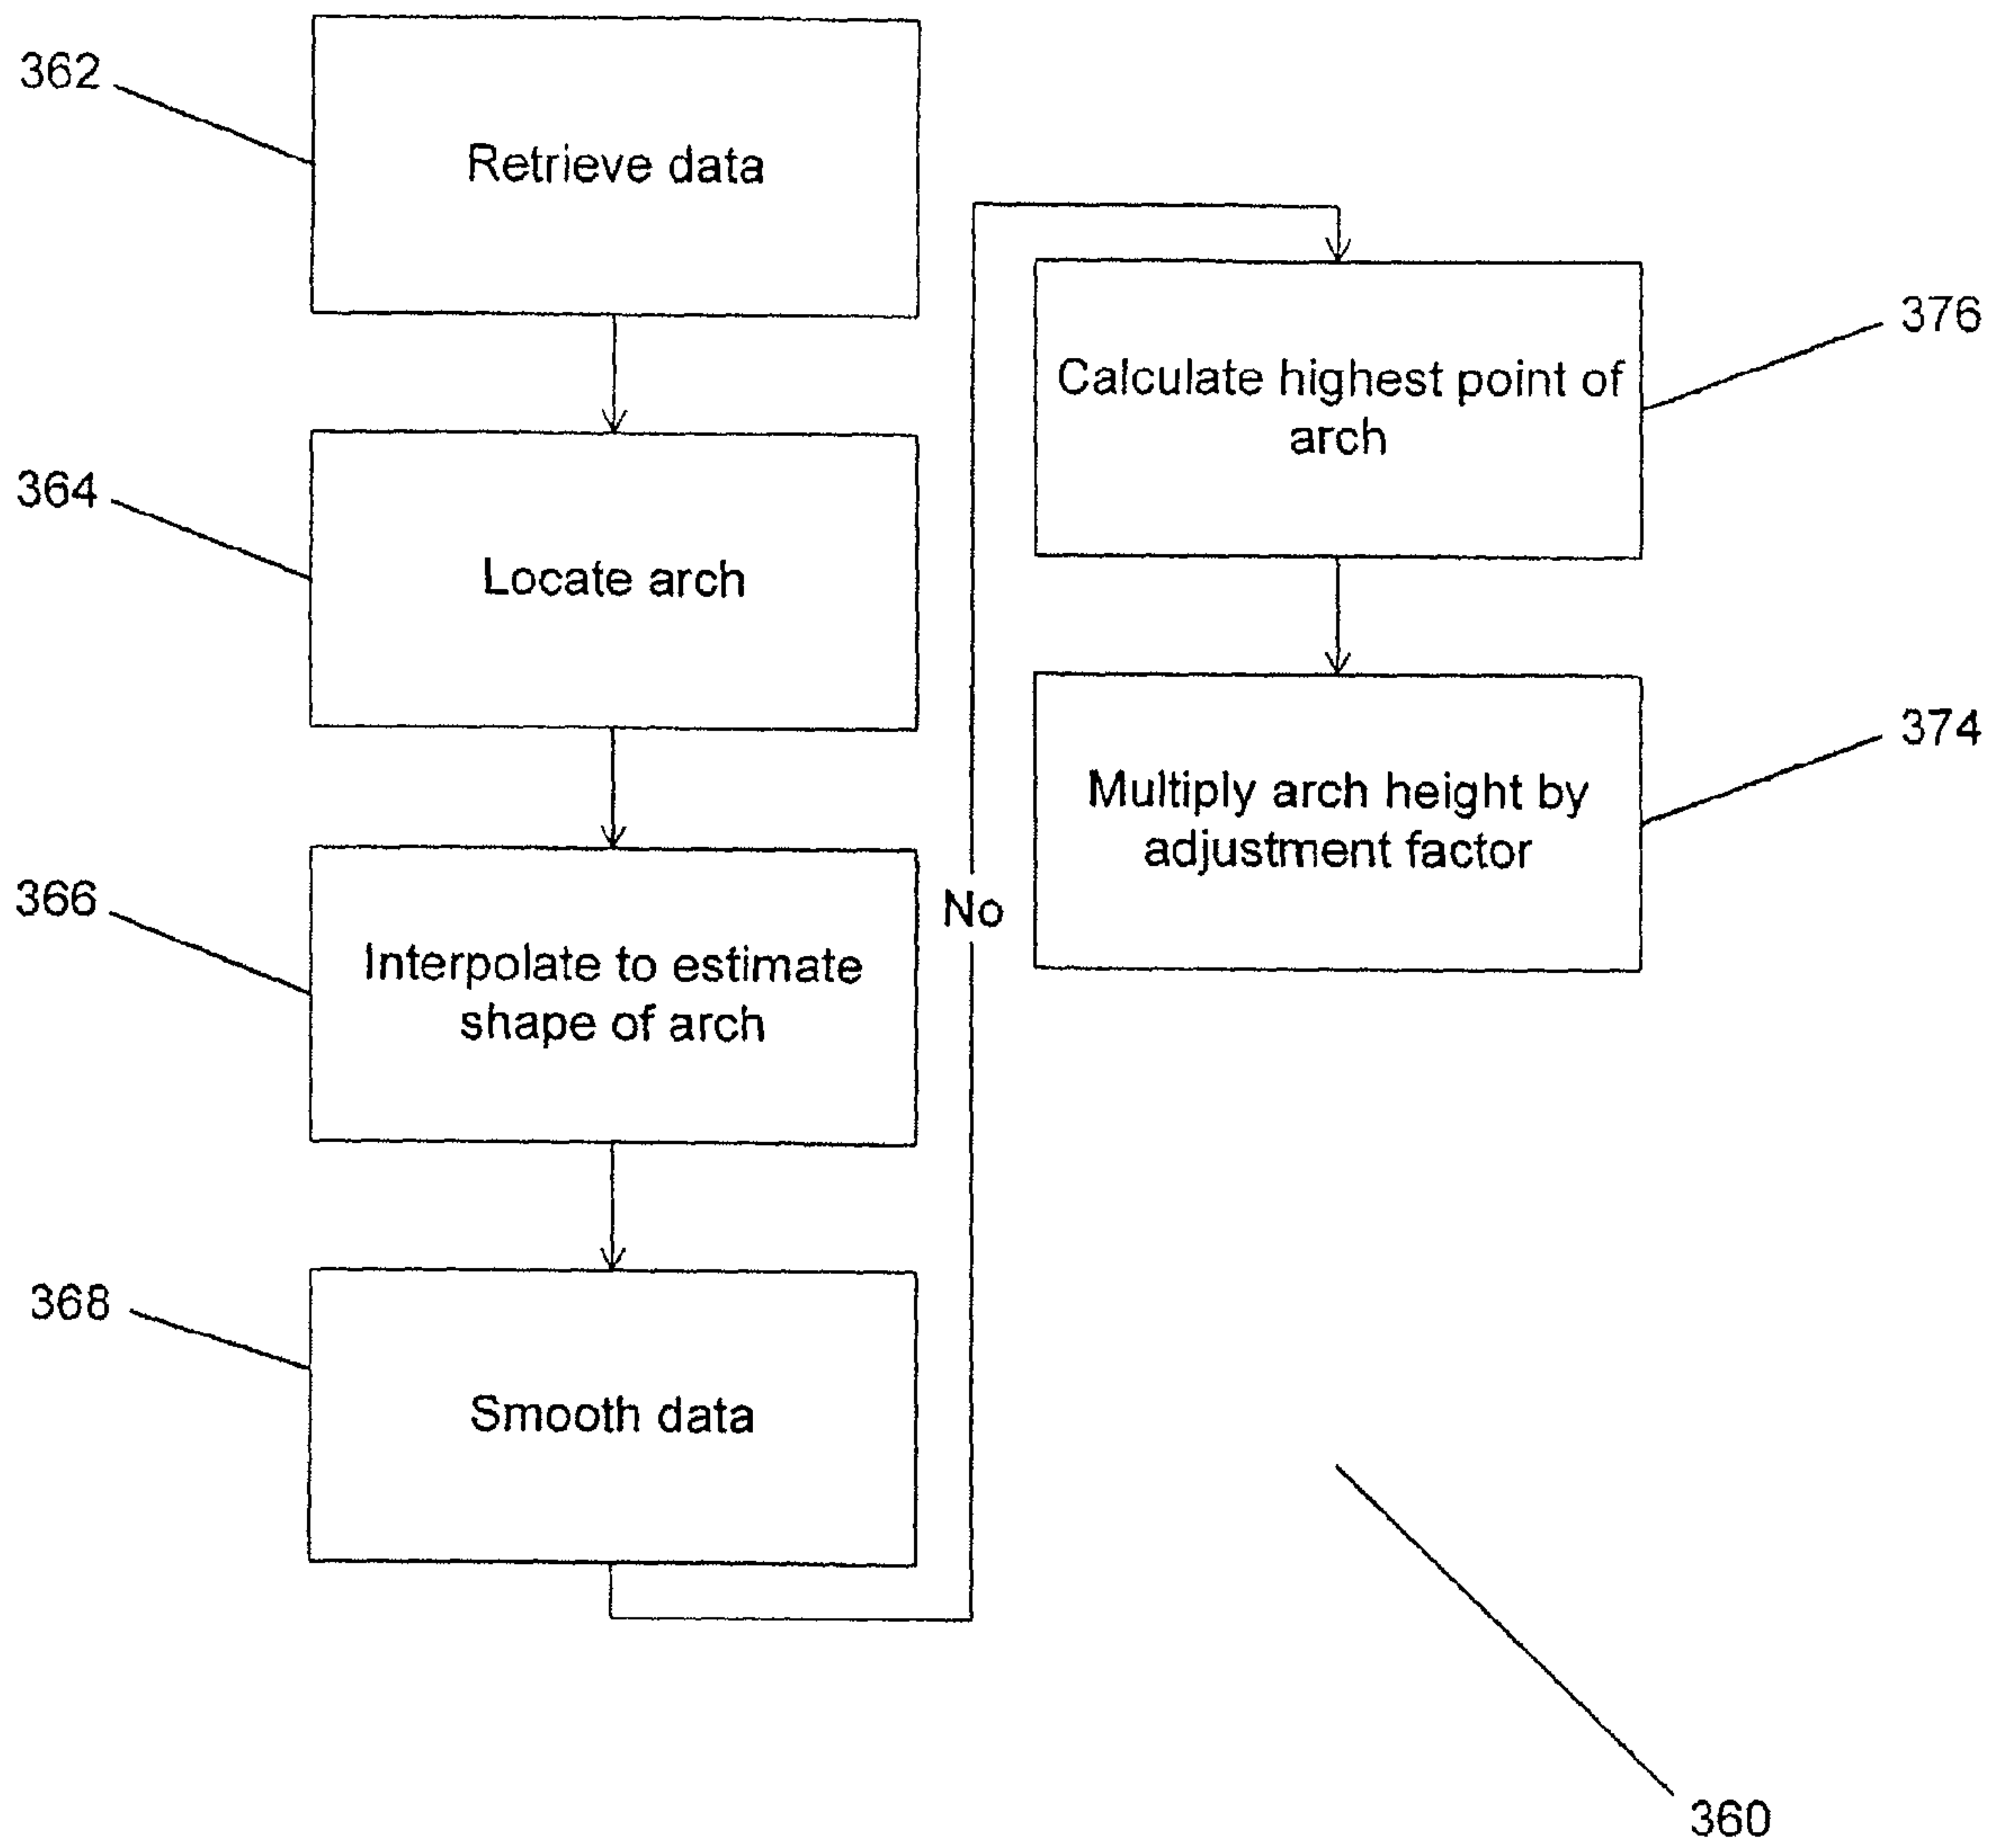 362
Retrieve data
364
Locate arch
366
Interpolate to estimate
shape of arch
368
Smooth data
No
376
Calculate highest point of
arch
374
Multiply arch height by
adjustment factor
360